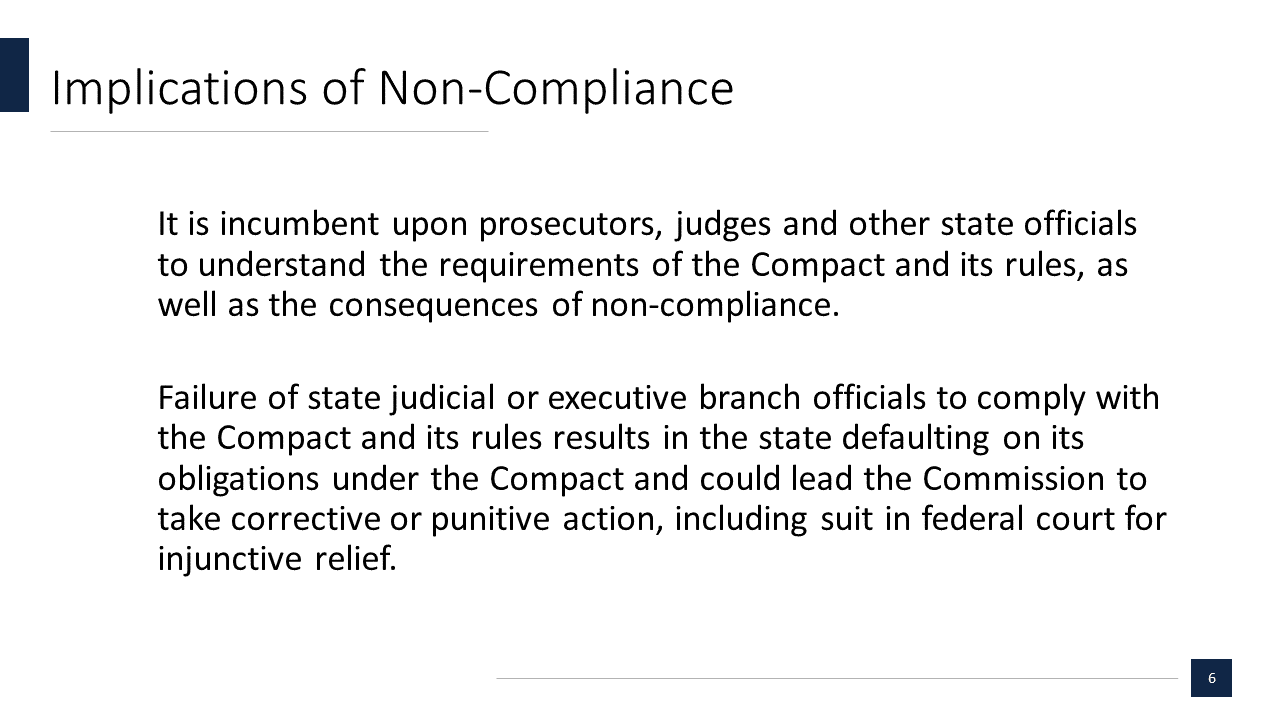 Implications of Non-Compliance
It is incumbent upon prosecutors, judges and other state officials
to understand the requirements of the Compact and its rules, as
well as the consequences of non-compliance.
Failure of state judicial or executive branch officials to comply with
the Compact and its rules results in the state defaulting on its
obligations under the Compact and could lead the Commission to
take corrective or punitive action, including suit in federal court for
injunctive relief.
6